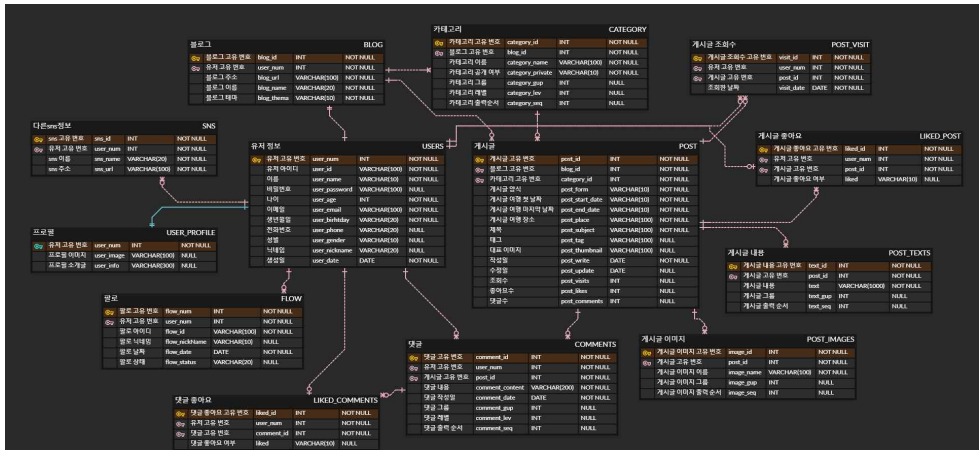 블로그 BLOG
블로그 고유 번호 blog_id INT NOT NULL
유저 고유 번호 user_num INT NOT NULL
블로그 주소 blog_url VARCHAR(100) NOT NULL
블로그 이름 blog_name VARCHAR(20) NOT NULL
블로그 테마 blog_thema VARCHAR(10) NOT NULL
카테고리 CATEGORY
카테고리 고유 번호 category_id INT NOT NULL
블로그 고유 번호 blog_id INT NOT NULL
카테고리 이름 category_name VARCHAR(100) NOT NULL
카테고리 공개 여부 category_private VARCHAR(10) NOT NULL
카테고리 그룹 category_gup INT NULL
카테고리 레벨 category_lev INT NULL
카테고리 출력순서 category_seq INT NULL
게시글 조회수 POST_VISIT
게시글 조회수 고유 번호 visit_id INT NOT NULL
유저 고유 번호 user_num INT NOT NULL
게시글 고유 번호 post_id INT NOT NULL
조회한 날짜 visit_date DATE NOT NULL
다른sns정보 SNS
sns 고유 번호 sns_id INT NOT NULL
유저 고유 번호 user_num INT NOT NULL
sns 이름 sns_name VARCHAR(20) NOT NULL
sns 주소 sns_url VARCHAR(300) NOT NULL
유저 정보 USERS
유저 고유 번호 user_num INT NOT NULL
유저 아이디 user_id VARCHAR(100) NOT NULL
이름 user_name VARCHAR(50) NOT NULL
비밀번호 user_password VARCHAR(100) NULL
나이 user_age INT NULL
이메일 user_email VARCHAR(100) NOT NULL
생년월일 user_birthday VARCHAR(20) NOT NULL
전화번호 user_phone VARCHAR(20) NULL
성별 user_gender VARCHAR(10) NULL
닉네임 user_nickname VARCHAR(20) NOT NULL
생성일 user_date DATE NOT NULL
게시글 POST
게시글 고유 번호 post_id INT NOT NULL
블로그 고유 번호 blog_id INT NOT NULL
카테고리 고유 번호 category_id INT NOT NULL
게시글 양식 post_form VARCHAR(10) NOT NULL
게시글 여행 첫 날짜 post_start_date VARCHAR(10) NOT NULL
게시글 여행 마지막 날짜 post_end_date VARCHAR(10) NOT NULL
게시글 여행 장소 post_place VARCHAR(100) NOT NULL
제목 post_subject VARCHAR(100) NOT NULL
태그 post_tag VARCHAR(100) NULL
대표 이미지 post_thumbnail VARCHAR(100) NULL
작성일 post_write DATE NOT NULL
수정일 post_update DATE NULL
조회수 post_visits INT NULL
좋아요수 post_likes INT NULL
댓글수 post_comments INT NULL
게시글 좋아요 LIKED_POST
게시글 좋아요 고유 번호 liked_id INT NOT NULL
유저 고유 번호 user_num INT NOT NULL
게시글 고유 번호 post_id INT NOT NULL
게시글 좋아요 여부 liked VARCHAR(10) NULL
프로필 USER_PROFILE
유저 고유 번호 user_num INT NOT NULL
프로필 이미지 user_image VARCHAR(100) NULL
프로필 소개글 user_info VARCHAR(300) NULL
게시글 내용 POST_TEXTS
게시글 내용 고유 번호 text_id INT NOT NULL
게시글 고유 번호 post_id INT NOT NULL
게시글 내용 text VARCHAR(1000) NOT NULL
게시글 그룹 text_gup INT NULL
게시글 출력 순서 text_seq INT NULL
팔로 FLOW
팔로 고유 번호 flow_num INT NOT NULL
유저 고유 번호 user_num INT NOT NULL
팔로 아이디 flow_id VARCHAR(100) NOT NULL
팔로 닉네임 flow_nickName VARCHAR(10) NULL
팔로 날짜 flow_date DATE NOT NULL
팔로 상태 flow_status VARCHAR(20) NULL
댓글 COMMENTS
댓글 고유 번호 comment_id INT NOT NULL
유저 고유 번호 user_num INT NOT NULL
게시글 고유 번호 post_id INT NOT NULL
댓글 내용 comment_content VARCHAR(200) NOT NULL
댓글 작성일 comment_date DATE NOT NULL
댓글 그룹 comment_gup INT NULL
댓글 레벨 comment_lev INT NULL
댓글 출력 순서 comment_seq INT NULL
게시글 이미지 POST_IMAGES
게시글 이미지 고유 번호 image_id INT NOT NULL
게시글 고유 번호 post_id INT NOT NULL
게시글 이미지 이름 image_name VARCHAR(100) NOT NULL
게시글 이미지 그룹 image_gup INT NULL
게시글 이미지 출력 순서 image_seq INT NULL
댓글 좋아요 LIKED_COMMENTS
댓글 좋아요 고유 번호 liked_id INT NOT NULL
유저 고유 번호 user_num INT NOT NULL
댓글 고유 번호 comment_id INT NOT NULL
댓글 좋아요 여부 liked VARCHAR(10) NULL